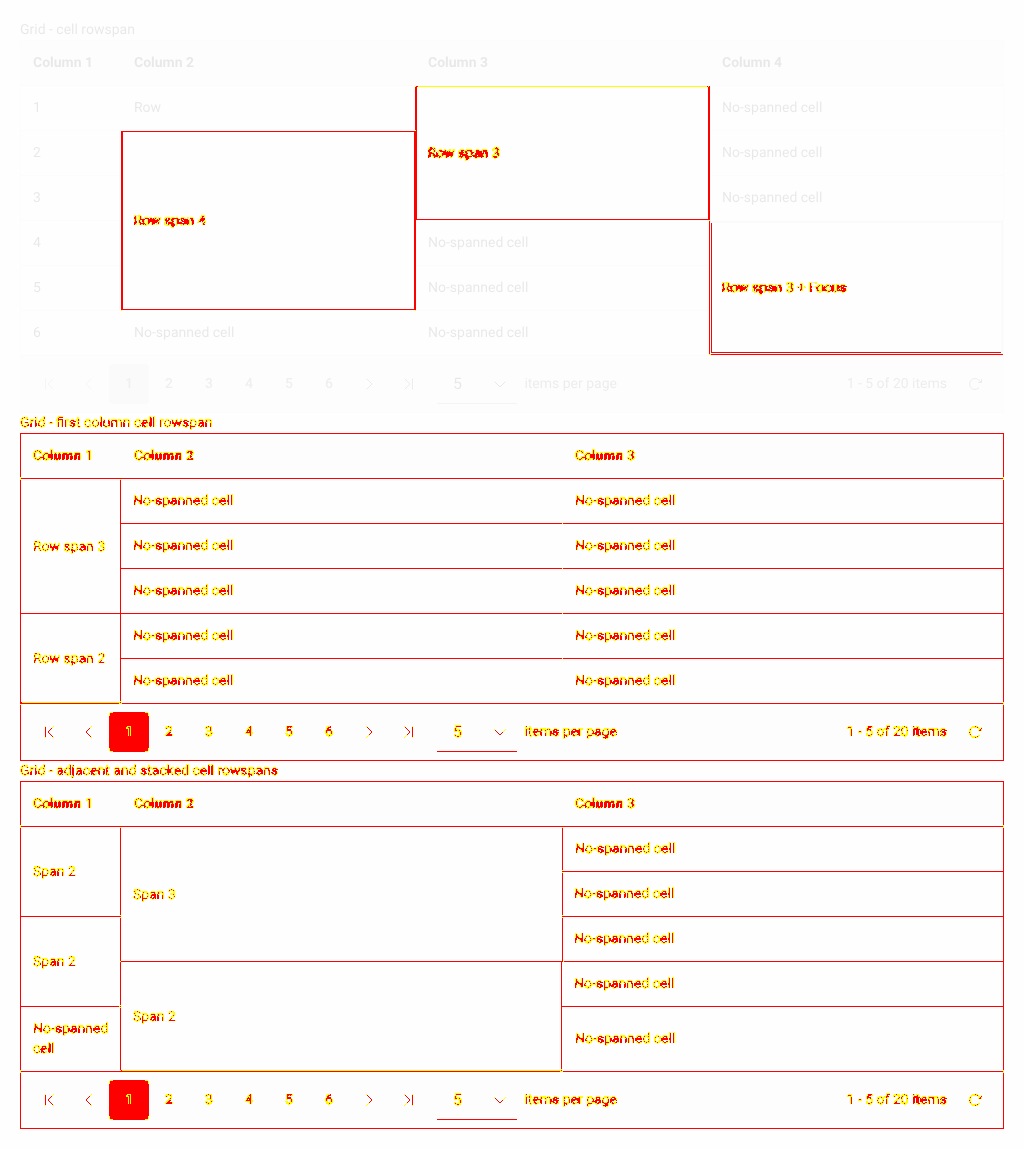 Grid - cell rowspan
Column 1 Column 2 Column 3 Column 4
1 Row No-spanned cell
2 Row span 3 No-spanned cell
3 No-spanned cell
Row span 4
4 No-spanned cell
5 No-spanned cell Row span 3 + Focus
6 No-spanned cell No-spanned cell
1 2 3 4 5 6 5 items per page 1 - 5 of 20 items
Grid - first column cell rowspan
Column 1 Column 2 Column 3
No-spanned cell No-spanned cell
Row span 3 No-spanned cell No-spanned cell
No-spanned cell No-spanned cell
No-spanned cell No-spanned cell
Row span 2
No-spanned cell No-spanned cell
1 2 3 4 5 6 5 items per page 1 - 5 of 20 items
Grid - adjacent and stacked cell rowspans
Column 1 Column 2 Column 3
No-spanned cell
Span 2
Span 3 No-spanned cell
No-spanned cell
Span 2
No-spanned cell
Span 2
No-spanned
cell
No-spanned cell
1 2 3 4 5 6 5 items per page 1 - 5 of 20 items